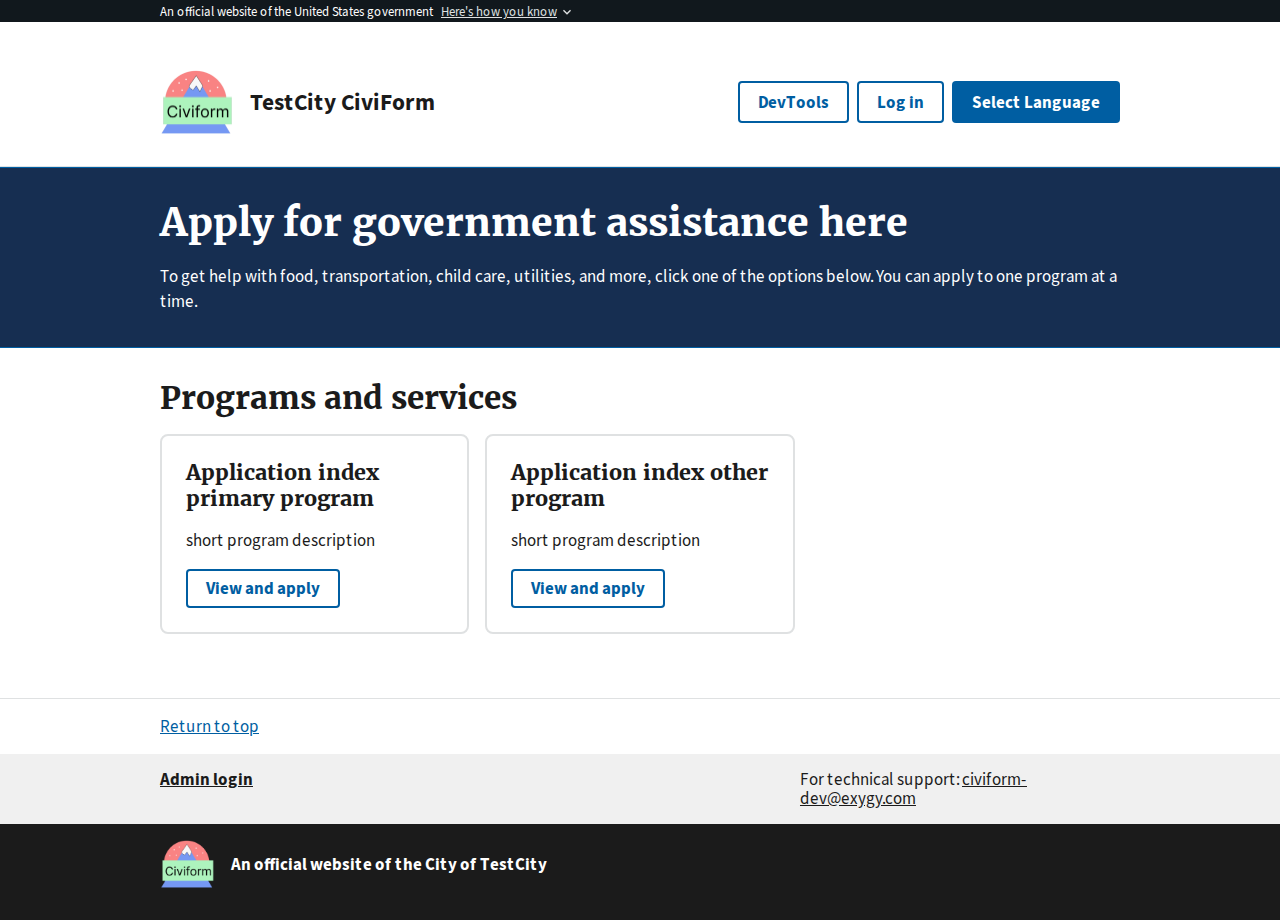 An official website of the United States government Here's how you know
Civiform
TestCity CiviForm
DevTools
Log in
Select Language
Apply for government assistance here
To get help with food, transportation, child care, utilities, and more, click one of the options below. You can apply to one program at a
time.
Programs and services
Application index
primary program
short program description
View and apply
Application index other
program
short program description
View and apply
Return to top
Admin login
For technical support: civiform-
dev@exygy.com
Civiform
An official website of the City of TestCity